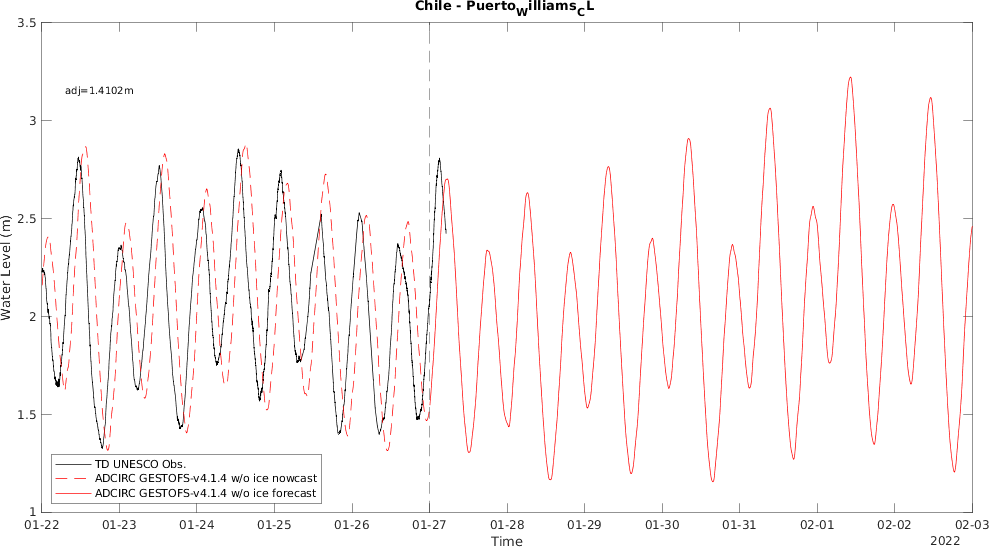 Chile - Puerto_Williams_CL
3.5
3
2.5
2
1.5
1
Water Level (m)
adj=1.4102m
TD UNESCO Obs.
ADCIRC GESTOFS-v4.1.4 w/o ice nowcast
ADCIRC GESTOFS-v4.1.4 w/o ice forecast
01-22 01-23 01-24 01-25 01-26 01-27 01-28 01-29 01-30 01-31 02-01 02-02 02-03
Time
2022